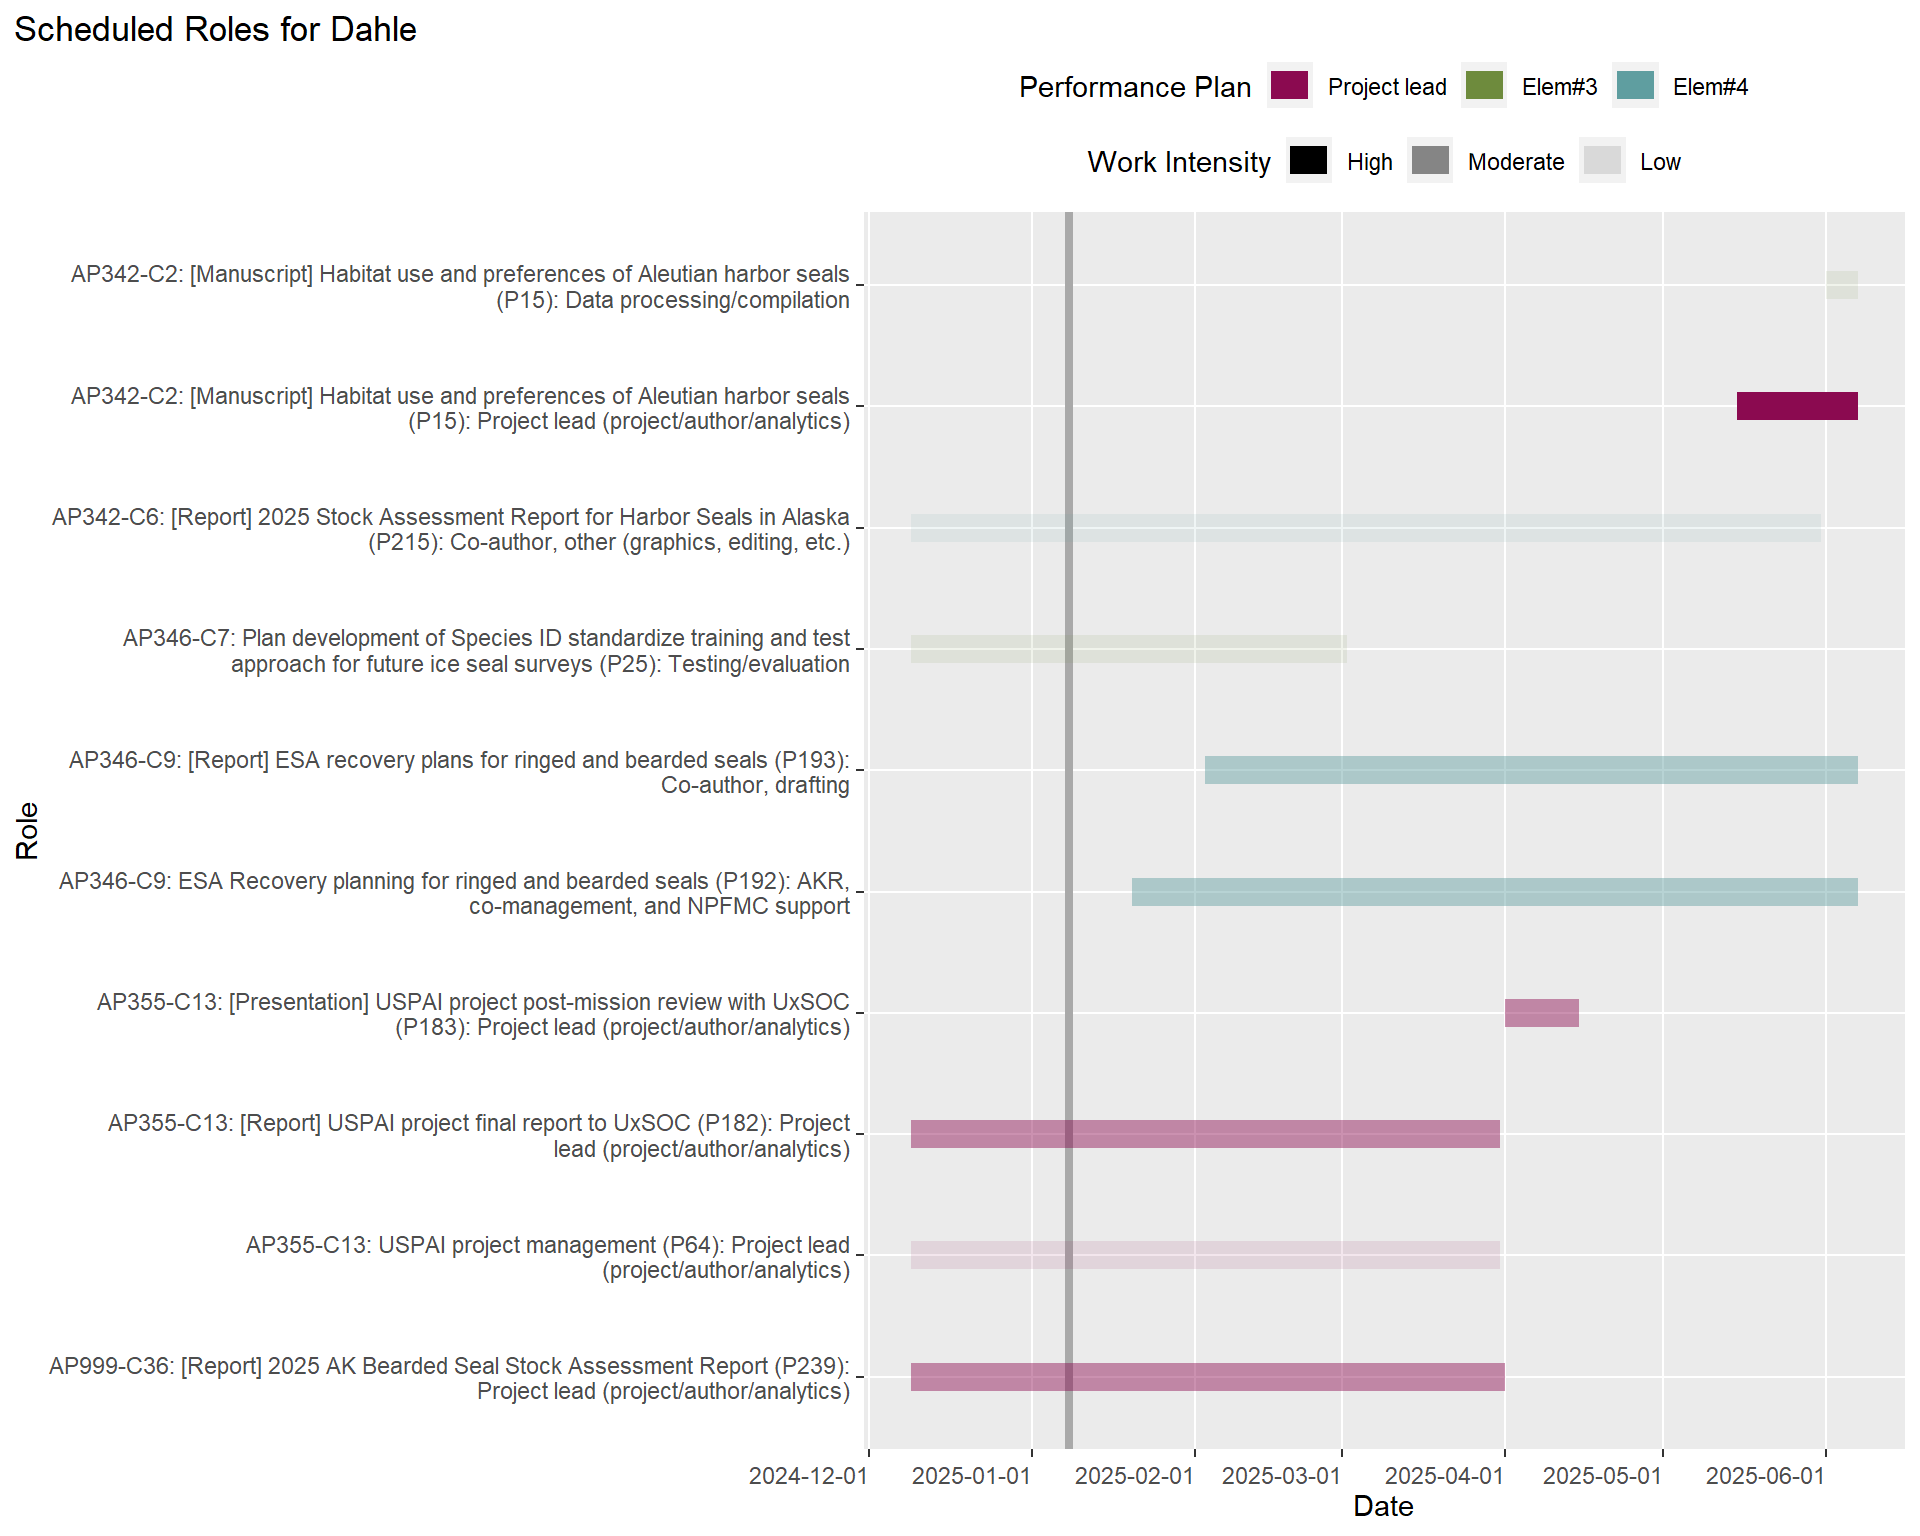 Scheduled Roles for Dahle
Performance Plan Project lead Elem#3 Elem#4
Work Intensity High Moderate Low
AP342-C2: [Manuscript] Habitat use and preferences of Aleutian harbor seals
(P15): Data processing/compilation
AP342-C2: [Manuscript] Habitat use and preferences of Aleutian harbor seals
(P15): Project lead (project/author/analytics)
AP342-C6: [Report] 2025 Stock Assessment Report for Harbor Seals in Alaska
(P215): Co-author, other (graphics, editing, etc.)
AP346-C7: Plan development of Species ID standardize training and test
approach for future ice seal surveys (P25): Testing/evaluation
AP346-C9: [Report] ESA recovery plans for ringed and bearded seals (P193):
Co-author, drafting
AP346-C9: ESA Recovery planning for ringed and bearded seals (P192): AKR,
co-management, and NPFMC support
AP355-C13: [Presentation] USPAI project post-mission review with UxSOC
(P183): Project lead (project/author/analytics)
AP355-C13: [Report] USPAI project final report to UxSOC (P182): Project
lead (project/author/analytics)
AP355-C13: USPAI project management (P64): Project lead
(project/author/analytics)
AP999-C36: [Report] 2025 AK Bearded Seal Stock Assessment Report (P239):
Project lead (project/author/analytics)
Role
2024-12-01 2025-01-01 2025-02-01 2025-03-01 2025-04-01 2025-05-01 2025-06-01
Date